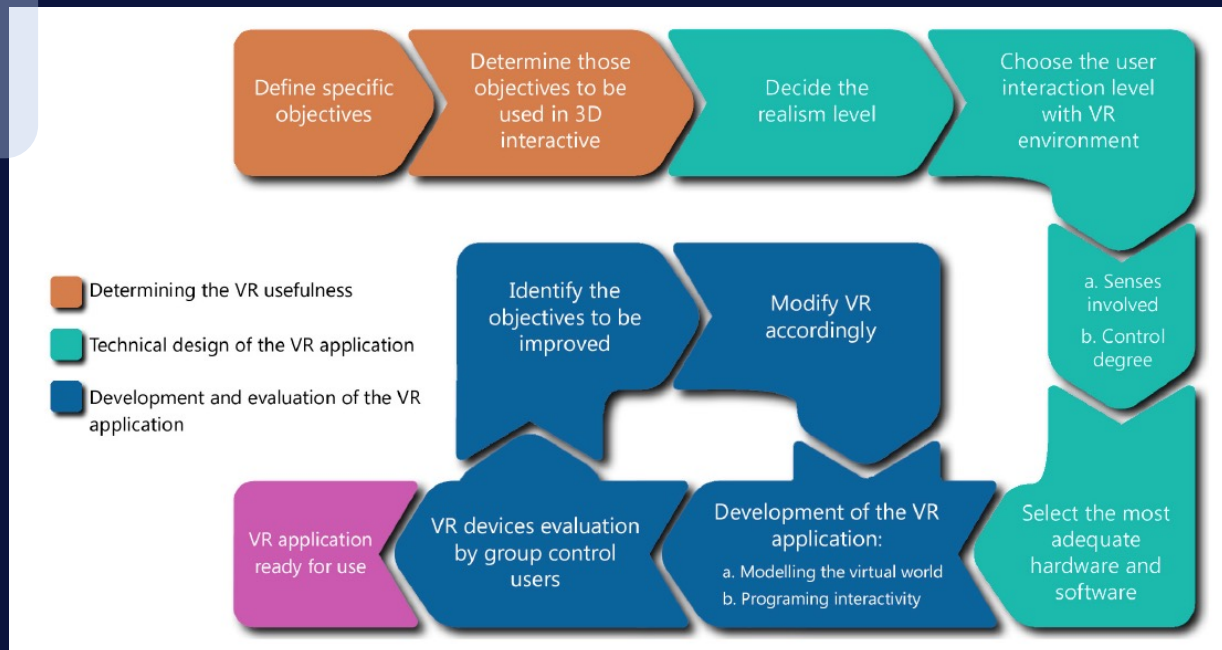 Define specific
objectives
Determine those
objectives to be
used in 3D
interactive
Decide the
realism level
Choose the user
interaction level
with VR
environment
a. Senses
involved
b. Control
degree
Select the most
adequate
hardware and
software
Development of the VR
application:
a. Modelling the virtual world
b. Programing interactivity
VR devices evaluation
by group control
users
Identify the
objectives to be
improved
Modify VR
accordingly
VR application
ready for use
Determining the VR usefulness
Technical design of the VR application
Development and evaluation of the VR
application